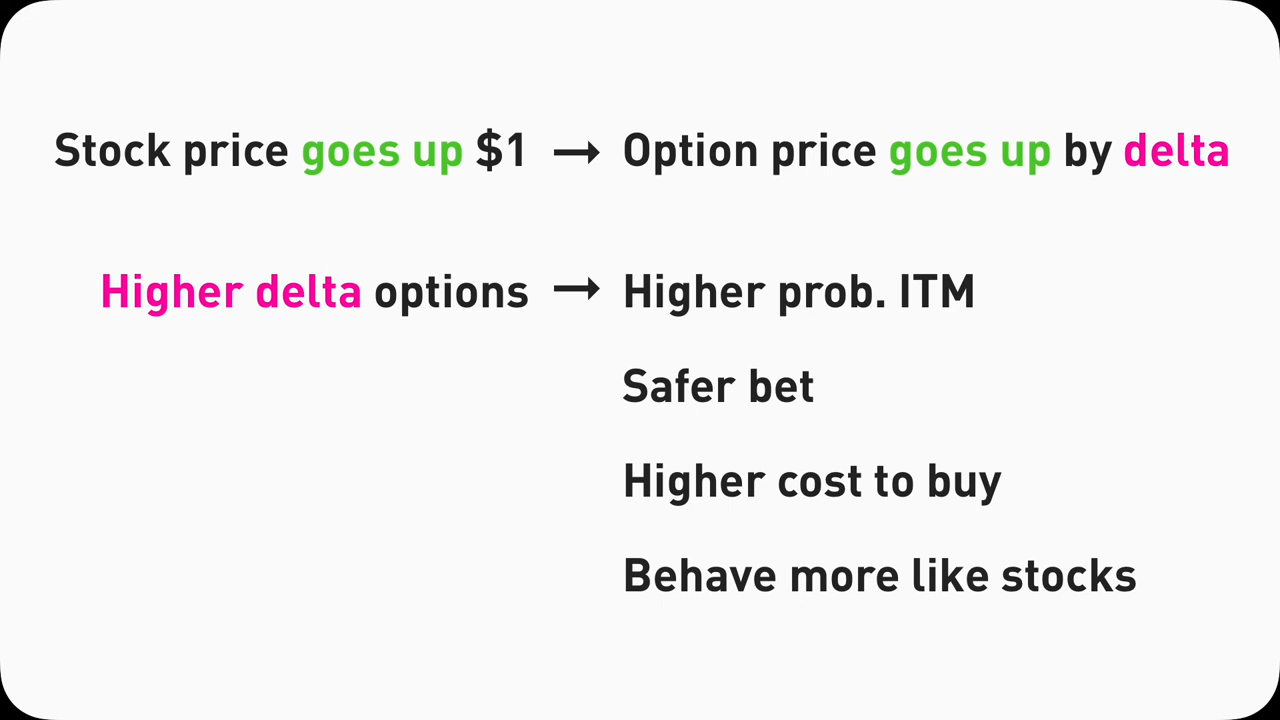 Stock price goes up $1 → Option price goes up by delta
Higher delta options → Higher prob. ITM
Safer bet
Higher cost to buy
Behave more like stocks